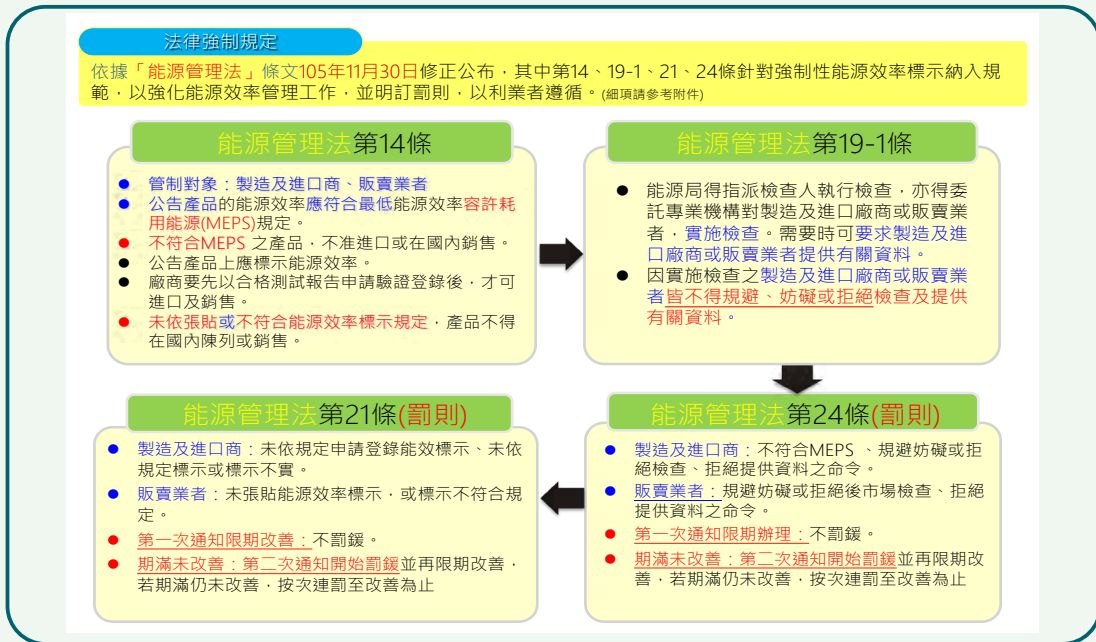 法律強制規定
依據「能源管理法」條文105年11月30日修正公布，其中第14、19-1、21、24條針對強制性能源效率標示納入規
範，以強化能源效率管理工作，並明訂罰則，以利業者遵循。(細項請參考附件)
能源管理法第14條
● 管制對象：製造及進口商、販賣業者
● 公告產品的能源效率應符合最低能源效率容許耗
用能源(MEPS)規定。
● 不符合MEPS 之產品，不准進口或在國內銷售。
● 公告產品上應標示能源效率。
● 廠商要先以合格測試報告申請驗證登錄後，才可
進口及銷售。
● 未依張貼或不符合能源效率標示規定，產品不得
在國內陳列或銷售。
能源管理法第19-1條
● 能源局得指派檢查人執行檢查，亦得委
託專業機構對製造及進口廠商或販賣業
者，實施檢查。需要時可要求製造及進
口廠商或販賣業者提供有關資料。
● 因實施檢查之製造及進口廠商或販賣業
者皆不得規避、妨礙或拒絕檢查及提供
有關資料。
能源管理法第24條(罰則)
● 製造及進口商：不符合MEPS 、規避妨礙或拒
絕檢查、拒絕提供資料之命令。
● 販賣業者：規避妨礙或拒絕後市場檢查、拒絕
提供資料之命令。
● 第一次通知限期辦理：不罰鍰。
● 期滿未改善：第二次通知開始罰鍰並再限期改
善，若期滿仍未改善，按次連罰至改善為止
能源管理法第21條(罰則)
● 製造及進口商：未依規定申請登錄能效標示、未依
規定標示或標示不實。
● 販賣業者：未張貼能源效率標示，或標示不符合規
定。
● 第一次通知限期改善：不罰鍰。
● 期滿未改善：第二次通知開始罰鍰並再限期改善，
若期滿仍未改善，按次連罰至改善為止